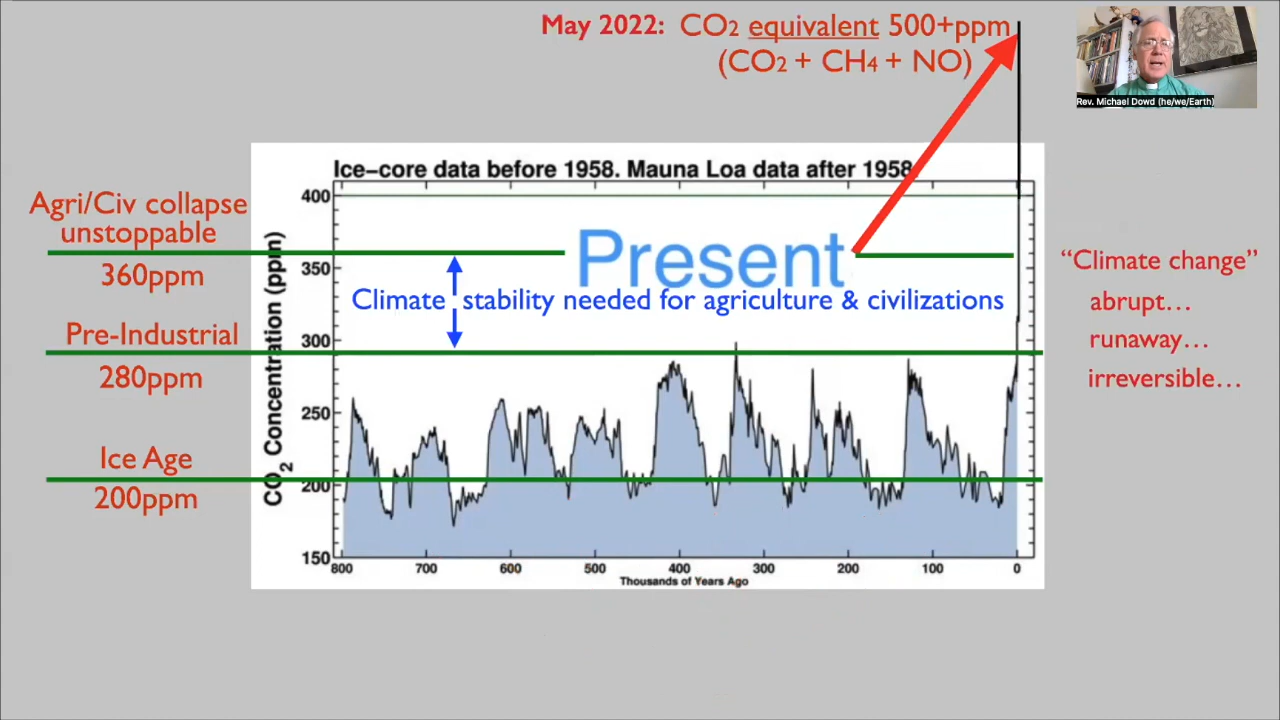 May 2022: CO2 equivalent 500+ppm
(CO2 + CH4 + NO)
Rev. Michael Dowd (he/we/Earth)
Ice-core data before 1958. Mauna Loa data after 1958
Agri/Civ collapse
unstoppable
360ppm
Pre-Industrial
280ppm
Ice Age
200ppm
CO2 Concentration (ppm)
400
350
300
250
200
150
Present
Climate stability needed for agriculture & civilizations
800 700 600 500 400 300 200 100 0
Thousands of Years Ago
“Climate change”
abrupt...
runaway...
irreversible...